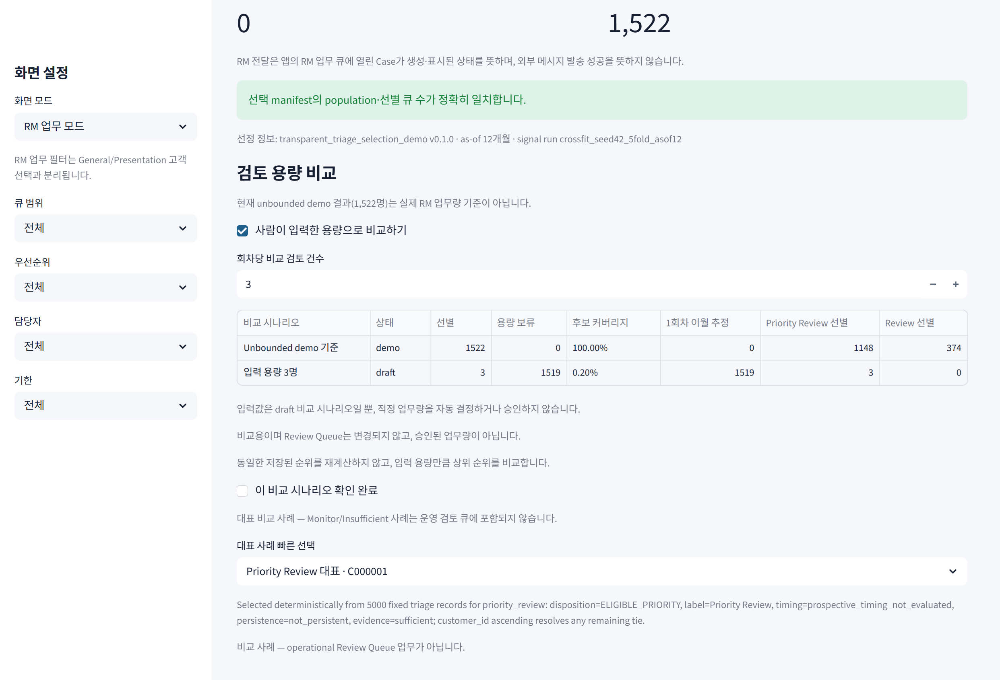 화면 설정
화면 모드
RM 업무 모드
RM 업무 필터는 General/Presentation 고객
선택과 분리됩니다.
큐 범위
전체
우선순위
전체
담당자
전체
기한
전체
0 1,522
RM 전달은 앱의 RM 업무 큐에 열린 Case가 생성·표시된 상태를 뜻하며, 외부 메시지 발송 성공을 뜻하지 않습니다.
선택 manifest의 population·선별 큐 수가 정확히 일치합니다.
선정 정보: transparent_triage_selection_demo v0.1.0 · as-of 12개월 · signal run crossfit_seed42_5fold_asof12
검토 용량 비교
현재 unbounded demo 결과(1,522명)는 실제 RM 업무량 기준이 아닙니다.
사람이 입력한 용량으로 비교하기
회차당 비교 검토 건수
3
비교 시나리오 상태 선별 용량 보류 후보 커버리지 1회차 이월 추정 Priority Review 선별 Review 선별
Unbounded demo 기준 demo 1522 0 100.00% 0 1148 374
입력 용량 3명 draft 3 1519 0.20% 1519 3 0
입력값은 draft 비교 시나리오일 뿐, 적정 업무량을 자동 결정하거나 승인하지 않습니다.
비교용이며 Review Queue는 변경되지 않고, 승인된 업무량이 아닙니다.
동일한 저장된 순위를 재계산하지 않고, 입력 용량만큼 상위 순위를 비교합니다.
이 비교 시나리오 확인 완료
대표 비교 사례 — Monitor/Insufficient 사례는 운영 검토 큐에 포함되지 않습니다.
대표 사례 빠른 선택
Priority Review 대표 · C000001
Selected deterministically from 5000 fixed triage records for priority_review: disposition=ELIGIBLE_PRIORITY, label=Priority Review, timing=prospective_timing_not_evaluated,
persistence=not_persistent, evidence=sufficient; customer_id ascending resolves any remaining tie.
비교 사례 — operational Review Queue 업무가 아닙니다.